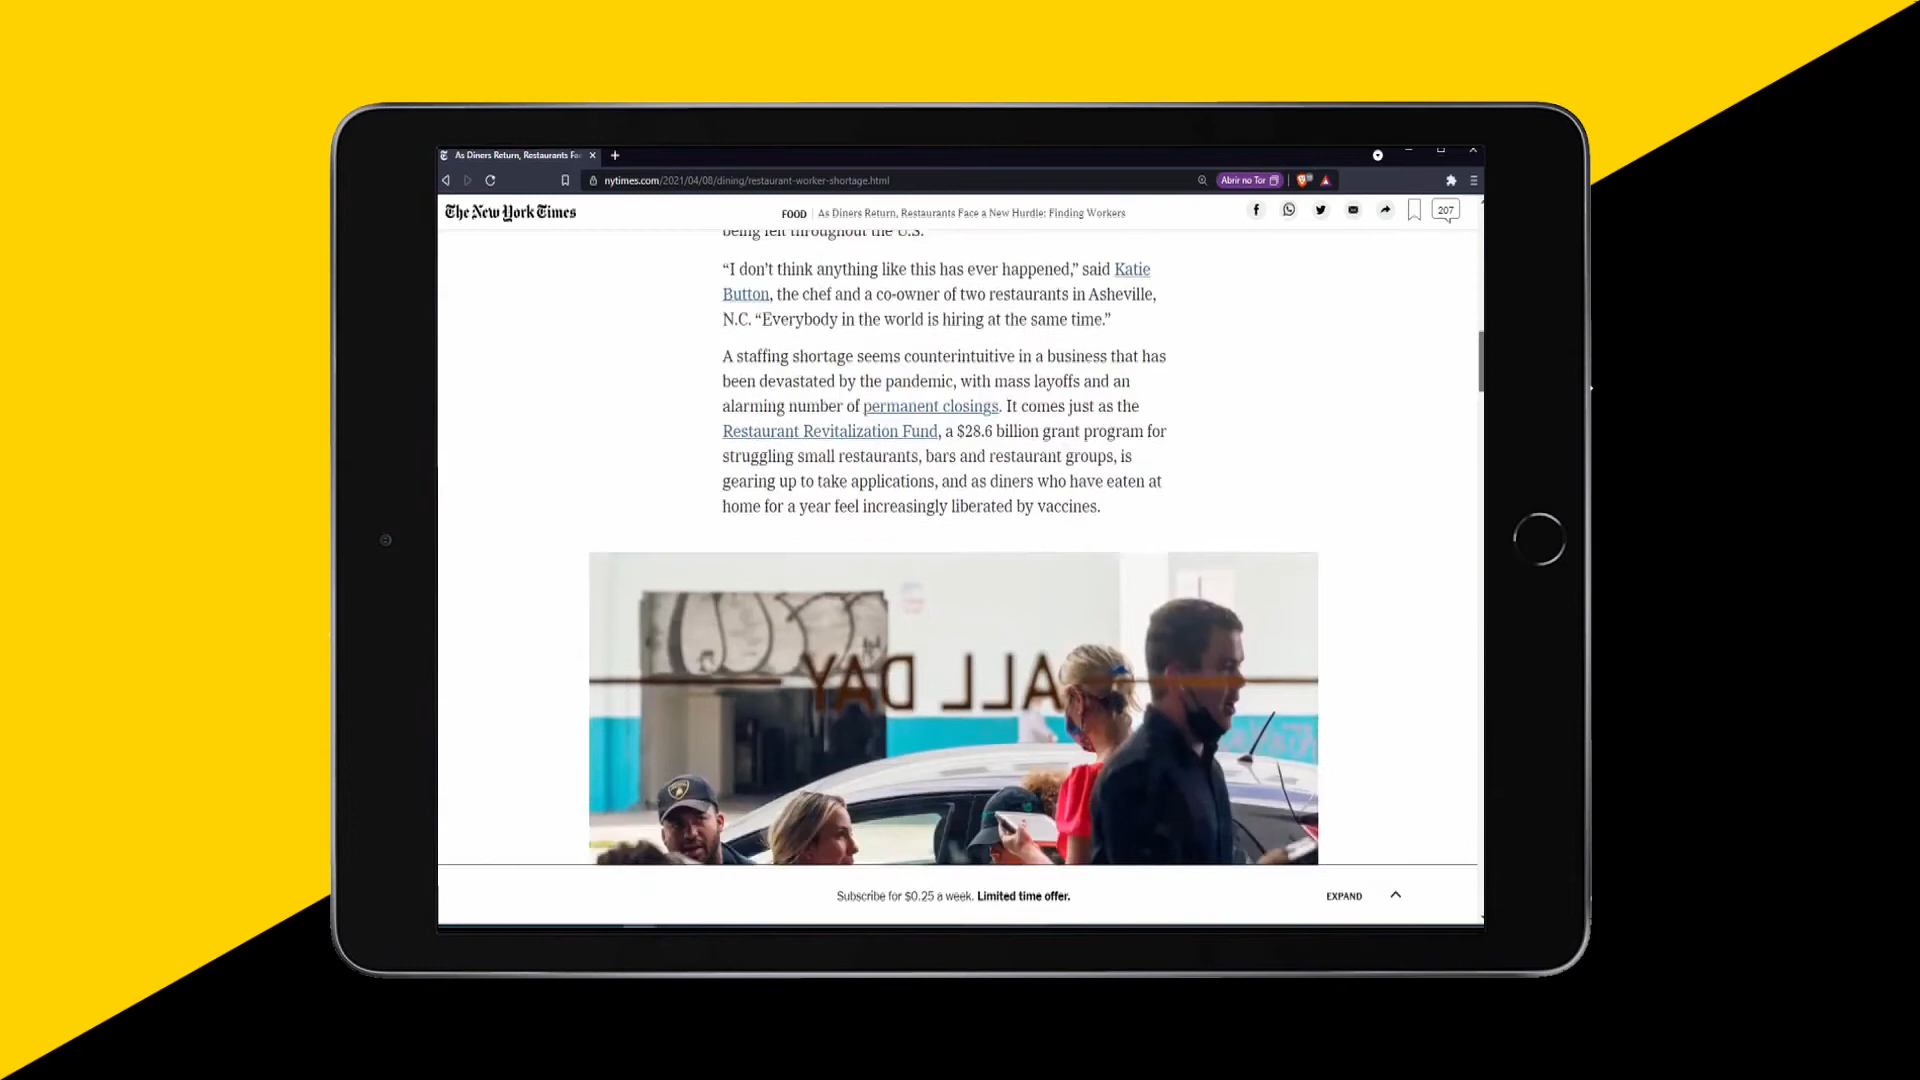 As Diners Return, Restaurants Fa
nytimes.com/2021/04/08/dining/restaurant-worker-shortage.html
Abrir no Tor
The New York Times
FOOD | As Diners Return, Restaurants Face a New Hurdle: Finding Workers
207
being felt throughout the U.S.
“I don’t think anything like this has ever happened,” said Katie
Button, the chef and a co-owner of two restaurants in Asheville,
N.C. “Everybody in the world is hiring at the same time.”
A staffing shortage seems counterintuitive in a business that has
been devastated by the pandemic, with mass layoffs and an
alarming number of permanent closings. It comes just as the
Restaurant Revitalization Fund, a $28.6 billion grant program for
struggling small restaurants, bars and restaurant groups, is
gearing up to take applications, and as diners who have eaten at
home for a year feel increasingly liberated by vaccines.
ALL DAY
Subscribe for $0.25 a week. Limited time offer.
EXPAND